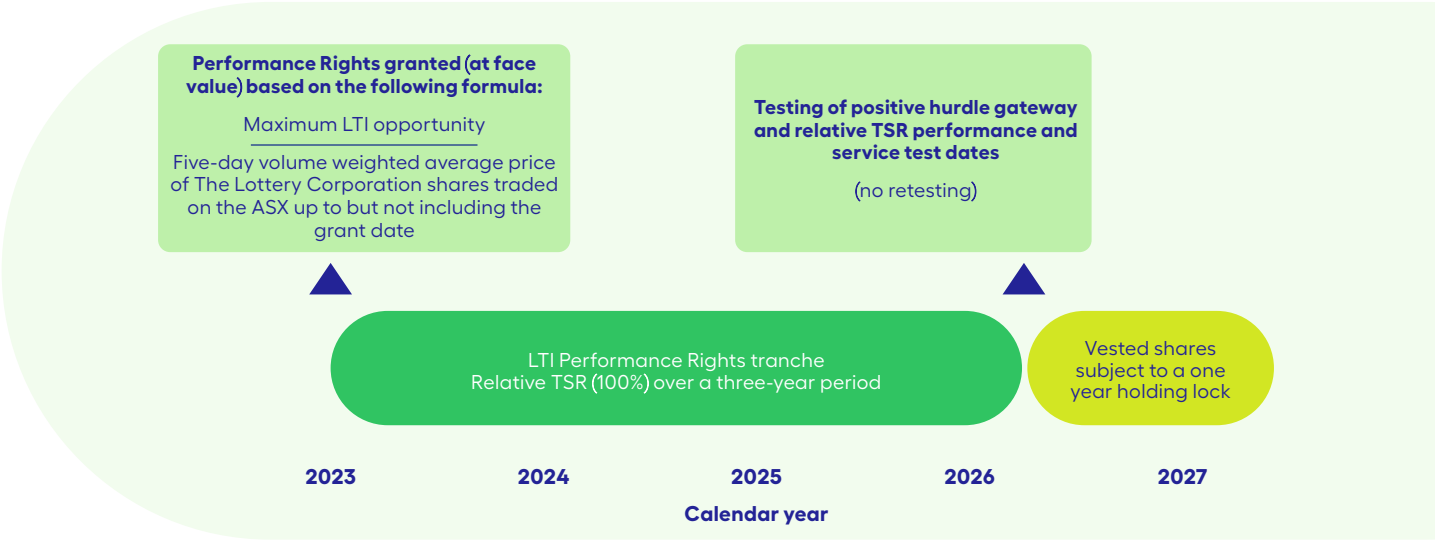 Performance Rights granted (at face
value) based on the following formula:
Maximum LTI opportunity
Five-day volume weighted average price
of The Lottery Corporation shares traded
on the ASX up to but not including the
grant date
Testing of positive hurdle gateway
and relative TSR performance and
service test dates
(no retesting)
LTI Performance Rights tranche
Relative TSR (100%) over a three-year period
Vested shares
subject to a one
year holding lock
2023 2024 2025 2026 2027
Calendar year